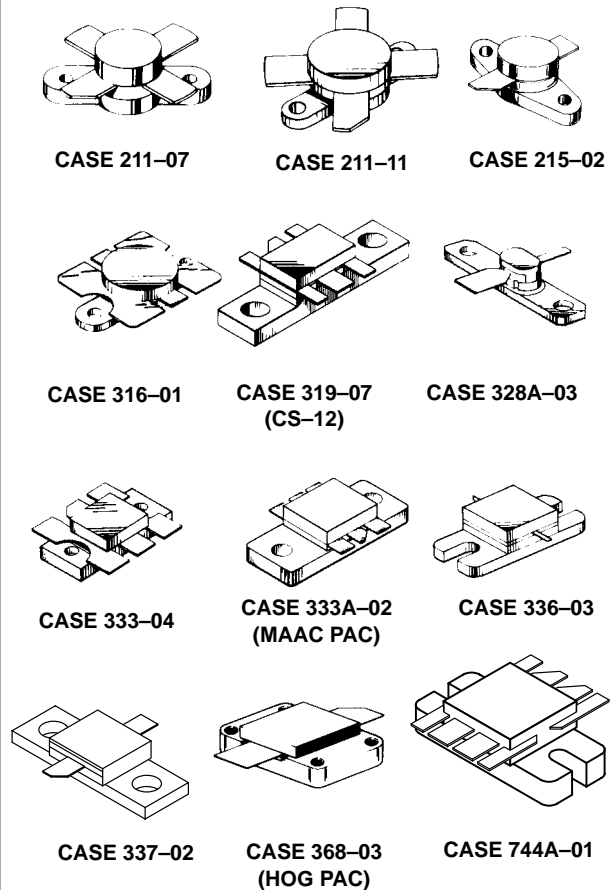 CASE 211–07
CASE 211–11
CASE 215–02
CASE 316–01
CASE 319–07
(CS–12)
CASE 328A–03
CASE 333–04
CASE 333A–02
(MAAC PAC)
CASE 336–03
CASE 337–02
CASE 368–03
(HOG PAC)
CASE 744A–01